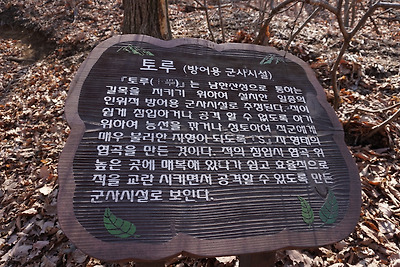 토루 (방어용 군사시설)
「토루(土壘)」는 남한산성으로 통하는
길목을 지키기 위하여 설치한 일종의
인위적 방어용 군사시설로 추정된다. 적이
쉽게 침입하거나 공격 할 수 없도록 하기
위하여 능선을 깎거나 성토하여 적군에게
매우 불리한 지형이 되도록 「S」자 형태의
협곡을 만든 것이다. 적의 침입시 협곡 위
높은 곳에 매복해 있다가 쉽고 효율적으로
적을 교란 시키면서 공격할 수 있도록 만든
군사시설로 보인다.